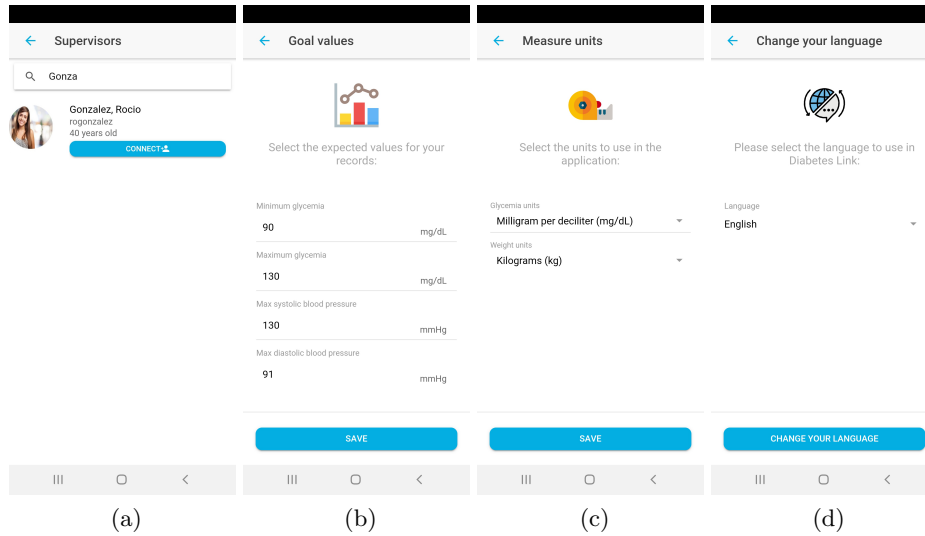 Supervisors
Gonza
Gonzalez, Rocio
rogonzalez
40 years old
CONNECT
(a)
Goal values
Select the expected values for your
records:
Minimum glycemia
90 mg/dL
Maximum glycemia
130 mg/dL
Max systolic blood pressure
130 mmHg
Max diastolic blood pressure
91 mmHg
SAVE
(b)
Measure units
Select the units to use in the
application:
Glycemia units
Milligram per deciliter (mg/dL)
Weight units
Kilograms (kg)
SAVE
(c)
Change your language
Please select the language to use in
Diabetes Link:
Language
English
CHANGE YOUR LANGUAGE
(d)